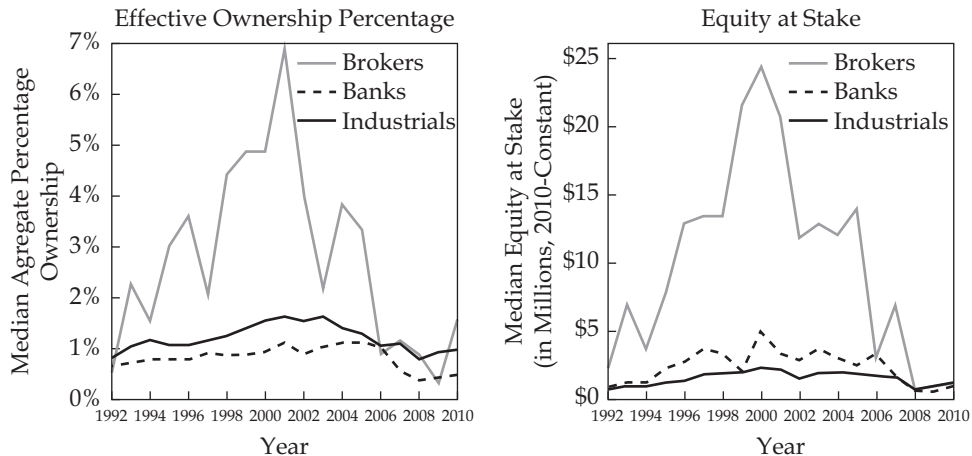 Effective Ownership Percentage
Median Agregate Percentage
Ownership
7%
6%
5%
4%
3%
2%
1%
0%
Brokers
Banks
Industrials
1992 1994 1996 1998 2000 2002 2004 2006 2008 2010
Year
Equity at Stake
Median Equity at Stake
(in Millions, 2010-Constant)
$25
$20
$15
$10
$5
$0
Brokers
Banks
Industrials
1992 1994 1996 1998 2000 2002 2004 2006 2008 2010
Year